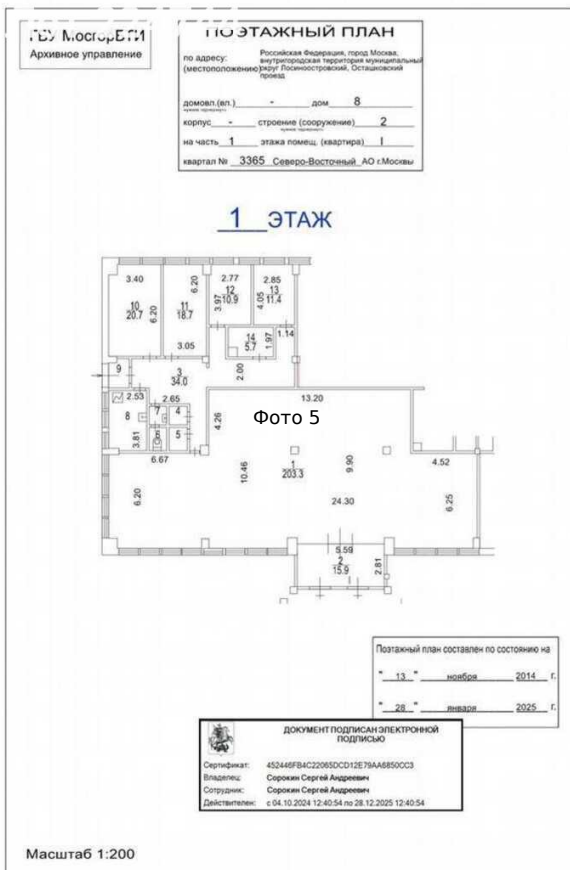 ГБУ МосгорБТИ
Архивное управление
ПОЭТАЖНЫЙ ПЛАН
по адресу:
(местоположению)
Российская Федерация, город Москва,
внутригородская территория муниципальный
округ Лосиноостровский, Осташковский
проезд
домовл.(вл.) - дом 8
корпус - строение (сооружение) 2
на часть 1 этажа помещ. (квартира) I
квартал № 3365 Северо-Восточный АО г.Москвы
1 ЭТАЖ
3.40
10
20.7
6.20
11
18.7
6.20
3.05
2.77
12
10.9
3.97
2.85
13
11.4
4.05
1.14
14
5.7
1.97
2.00
9
3
34.0
2.53
2.65
8
7
4
5
3.81
6.67
4.26
13.20
Фото 5
10.46
1
203.3
9.90
4.52
6.20
24.30
6.25
5.59
2
15.9
2.81
Поэтажный план составлен по состоянию на
" 13 " ноября 2014 г.
" 28 " января 2025 г.
ДОКУМЕНТ ПОДПИСАН ЭЛЕКТРОННОЙ
ПОДПИСЬЮ
Сертификат: 452446FB4C22065DCD12E79AA6850CC3
Владелец: Сорокин Сергей Андреевич
Сотрудник: Сорокин Сергей Андреевич
Действителен: с 04.10.2024 12:40:54 по 28.12.2025 12:40:54
Масштаб 1:200